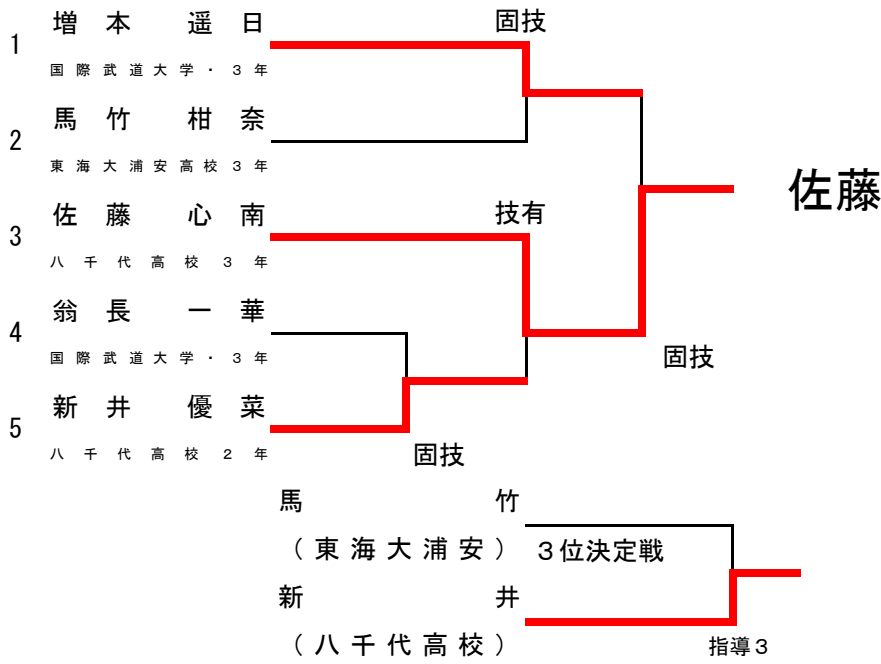 増本 遥日
固技
1
国際武道大学・3年
馬竹 柑奈
2
東海大浦安高校3年
佐藤 心南
技有
佐藤
3
八千代高校3年
翁長 一華
4
国際武道大学・3年
固技
新井 優菜
5
八千代高校2年
固技
馬竹
（東海大浦安）
３位決定戦
新井
（八千代高校）
指導３